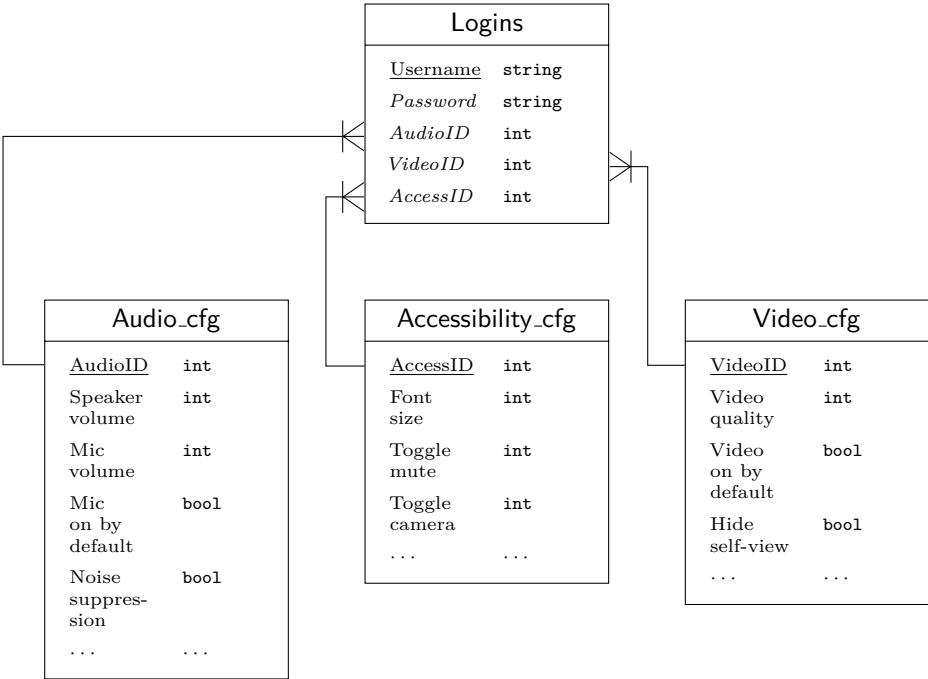 Logins
Username string
Password string
AudioID int
VideoID int
AccessID int
Audio_cfg
AudioID int
Speaker int
volume
Mic int
volume
Mic bool
on by
default
Noise bool
suppres-
sion
... ...
Accessibility_cfg
AccessID int
Font int
size
Toggle int
mute
Toggle int
camera
... ...
Video_cfg
VideoID int
Video int
quality
Video bool
on by
default
Hide bool
self-view
... ...